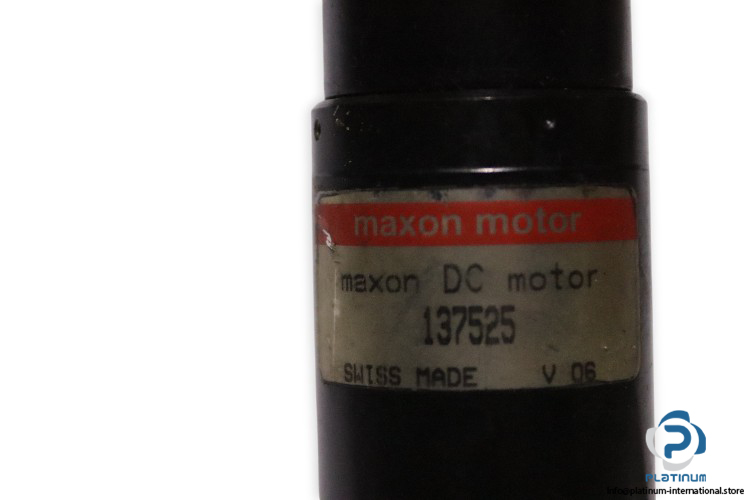 maxon motor
maxon DC motor
137525
SWISS MADE V 06
PLATINUM
info@platinum-international.store